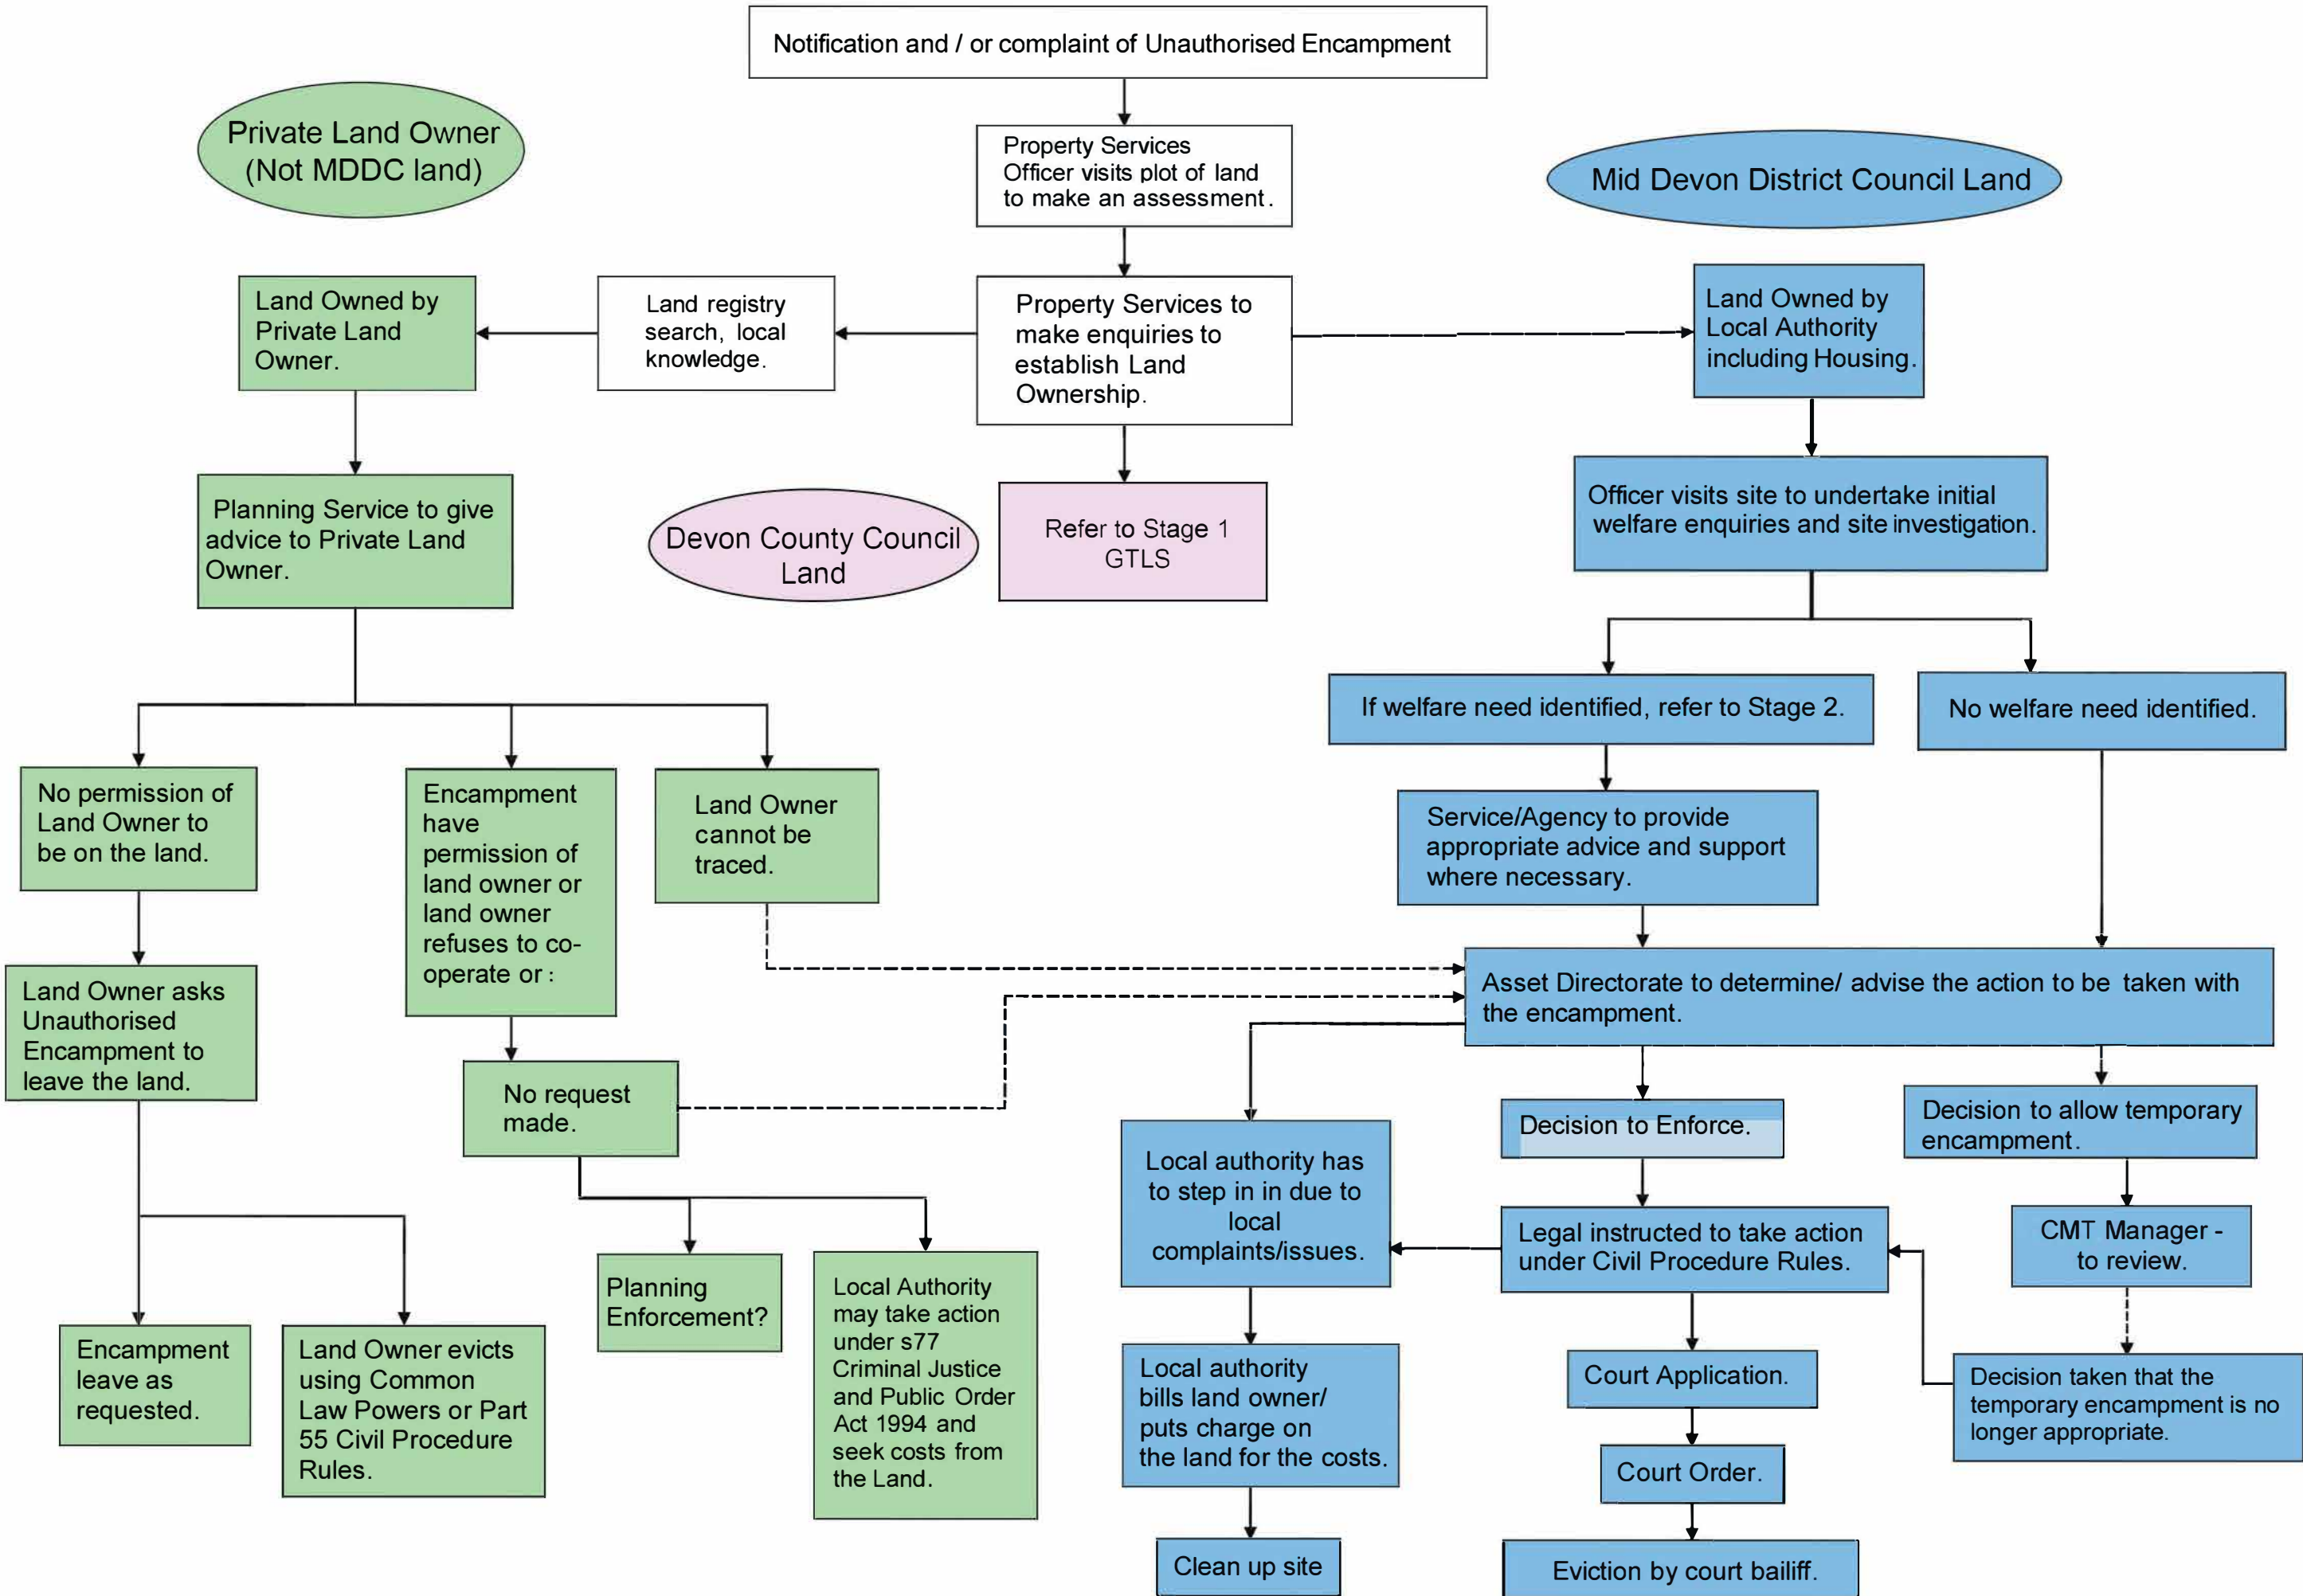 Notification and / or complaint of Unauthorised Encampment
Private Land Owner
(Not MDDC land)
Property Services
Officer visits plot of land
to make an assessment.
Mid Devon District Council Land
Land Owned by
Private Land
Owner.
Land registry
search, local
knowledge.
Property Services to
make enquiries to
establish Land
Ownership.
Land Owned by
Local Authority
including Housing.
Planning Service to give
advice to Private Land
Owner.
Devon County Council
Land
Refer to Stage 1
GTLS
Officer visits site to undertake initial
welfare enquiries and site investigation.
If welfare need identified, refer to Stage 2.
No welfare need identified.
No permission of
Land Owner to
be on the land.
Encampment
have
permission of
land owner or
land owner
refuses to co-
operate or :
Land Owner
cannot be
traced.
Service/Agency to provide
appropriate advice and support
where necessary.
Land Owner asks
Unauthorised
Encampment to
leave the land.
Asset Directorate to determine/ advise the action to be taken with
the encampment.
No request
made.
Decision to Enforce.
Decision to allow temporary
encampment.
Local authority has
to step in in due to
local
complaints/issues.
Legal instructed to take action
under Civil Procedure Rules.
CMT Manager -
to review.
Planning
Enforcement?
Local Authority
may take action
under s77
Criminal Justice
and Public Order
Act 1994 and
seek costs from
the Land.
Encampment
leave as
requested.
Land Owner evicts
using Common
Law Powers or Part
55 Civil Procedure
Rules.
Local authority
bills land owner/
puts charge on
the land for the costs.
Court Application.
Decision taken that the
temporary encampment is no
longer appropriate.
Court Order.
Clean up site
Eviction by court bailiff.